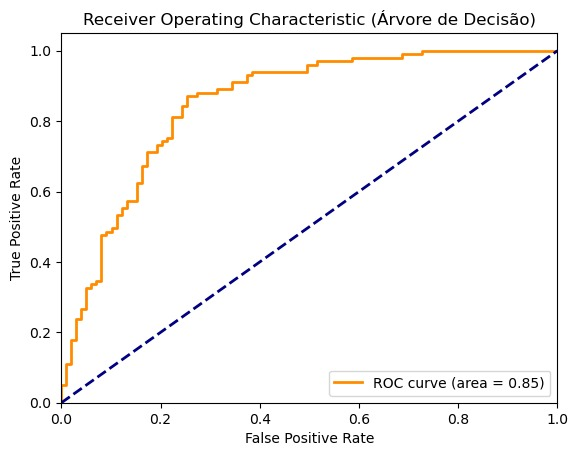 Receiver Operating Characteristic (Árvore de Decisão)
True Positive Rate
1.0
0.8
0.6
0.4
0.2
0.0
ROC curve (area = 0.85)
0.0 0.2 0.4 0.6 0.8 1.0
False Positive Rate